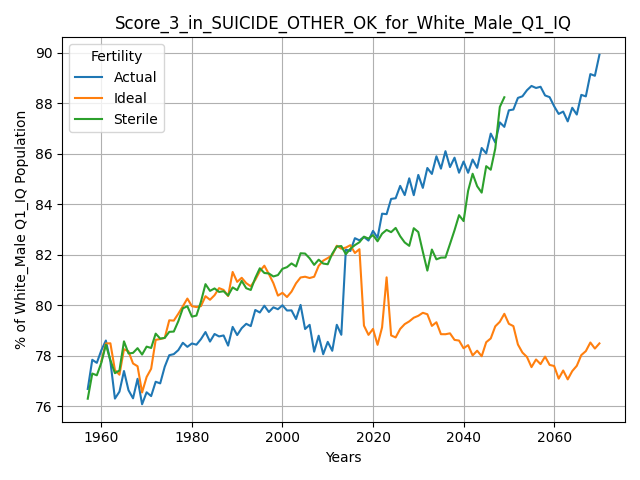 Score_3_in_SUICIDE_OTHER_OK_for_White_Male_Q1_IQ
% of White_Male Q1_IQ Population
90
88
86
84
82
80
78
76
Fertility
Actual
Ideal
Sterile
1960
1980
2000
2020
2040
2060
Years